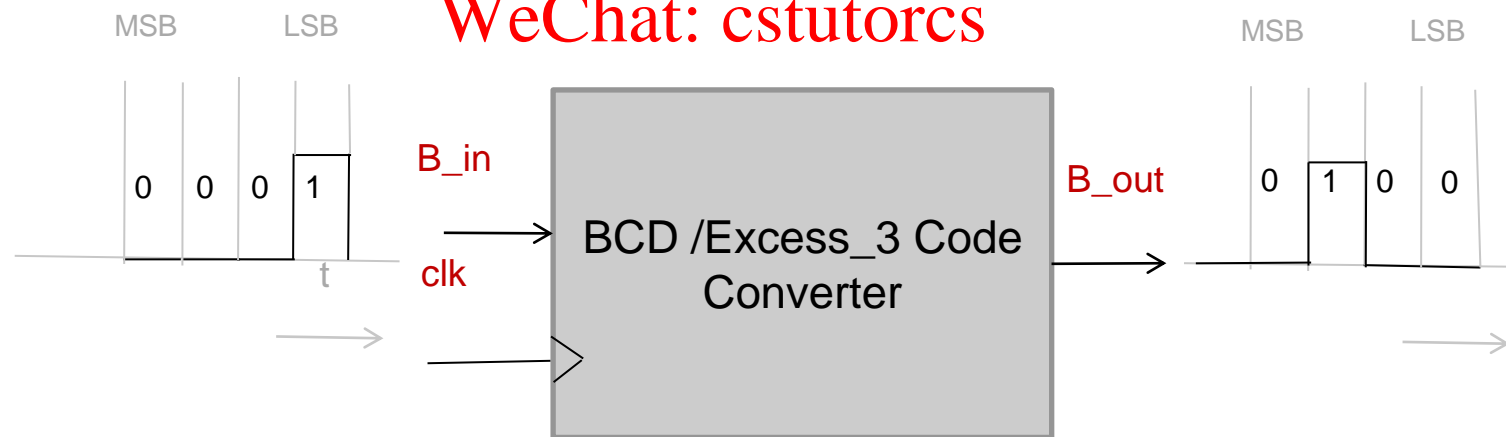 WeChat: cstutorcs
MSB LSB
MSB LSB
B_in
B_out
0 0 0 1
0 1 0 0
BCD /Excess_3 Code
Converter
clk
t